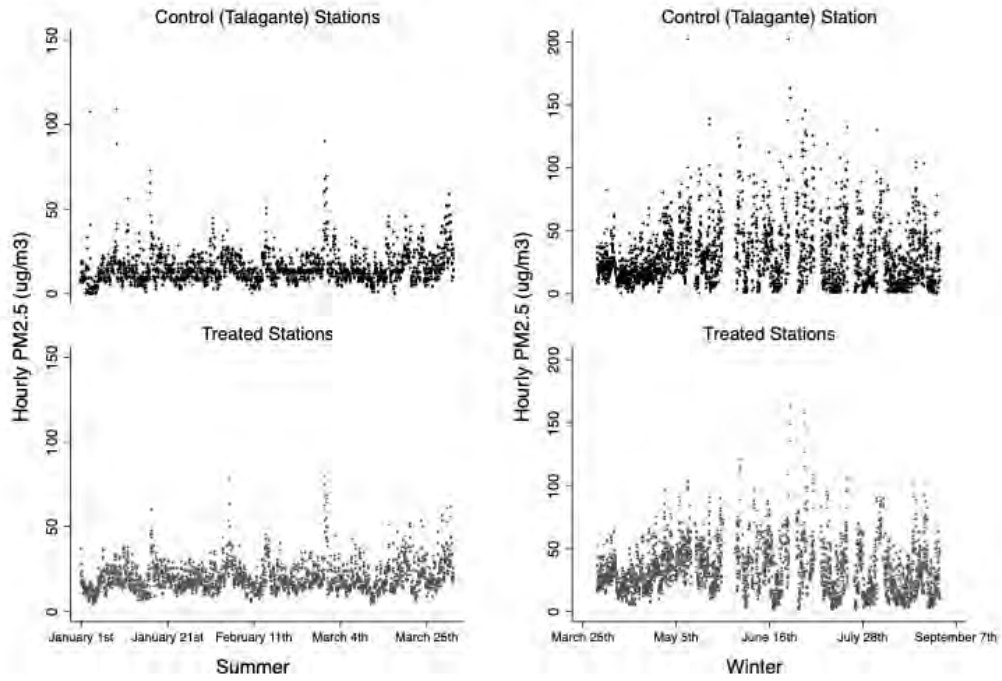 Control (Talagante) Stations
150
100
50
0
Hourly PM2.5 (ug/m3)
Treated Stations
150
100
50
0
January 1st January 21st February 11th March 4th March 25th
Summer
Control (Talagante) Station
200
150
100
50
0
Hourly PM2.5 (ug/m3)
Treated Stations
200
150
100
50
0
March 25th May 5th June 16th July 28th September 7th
Winter